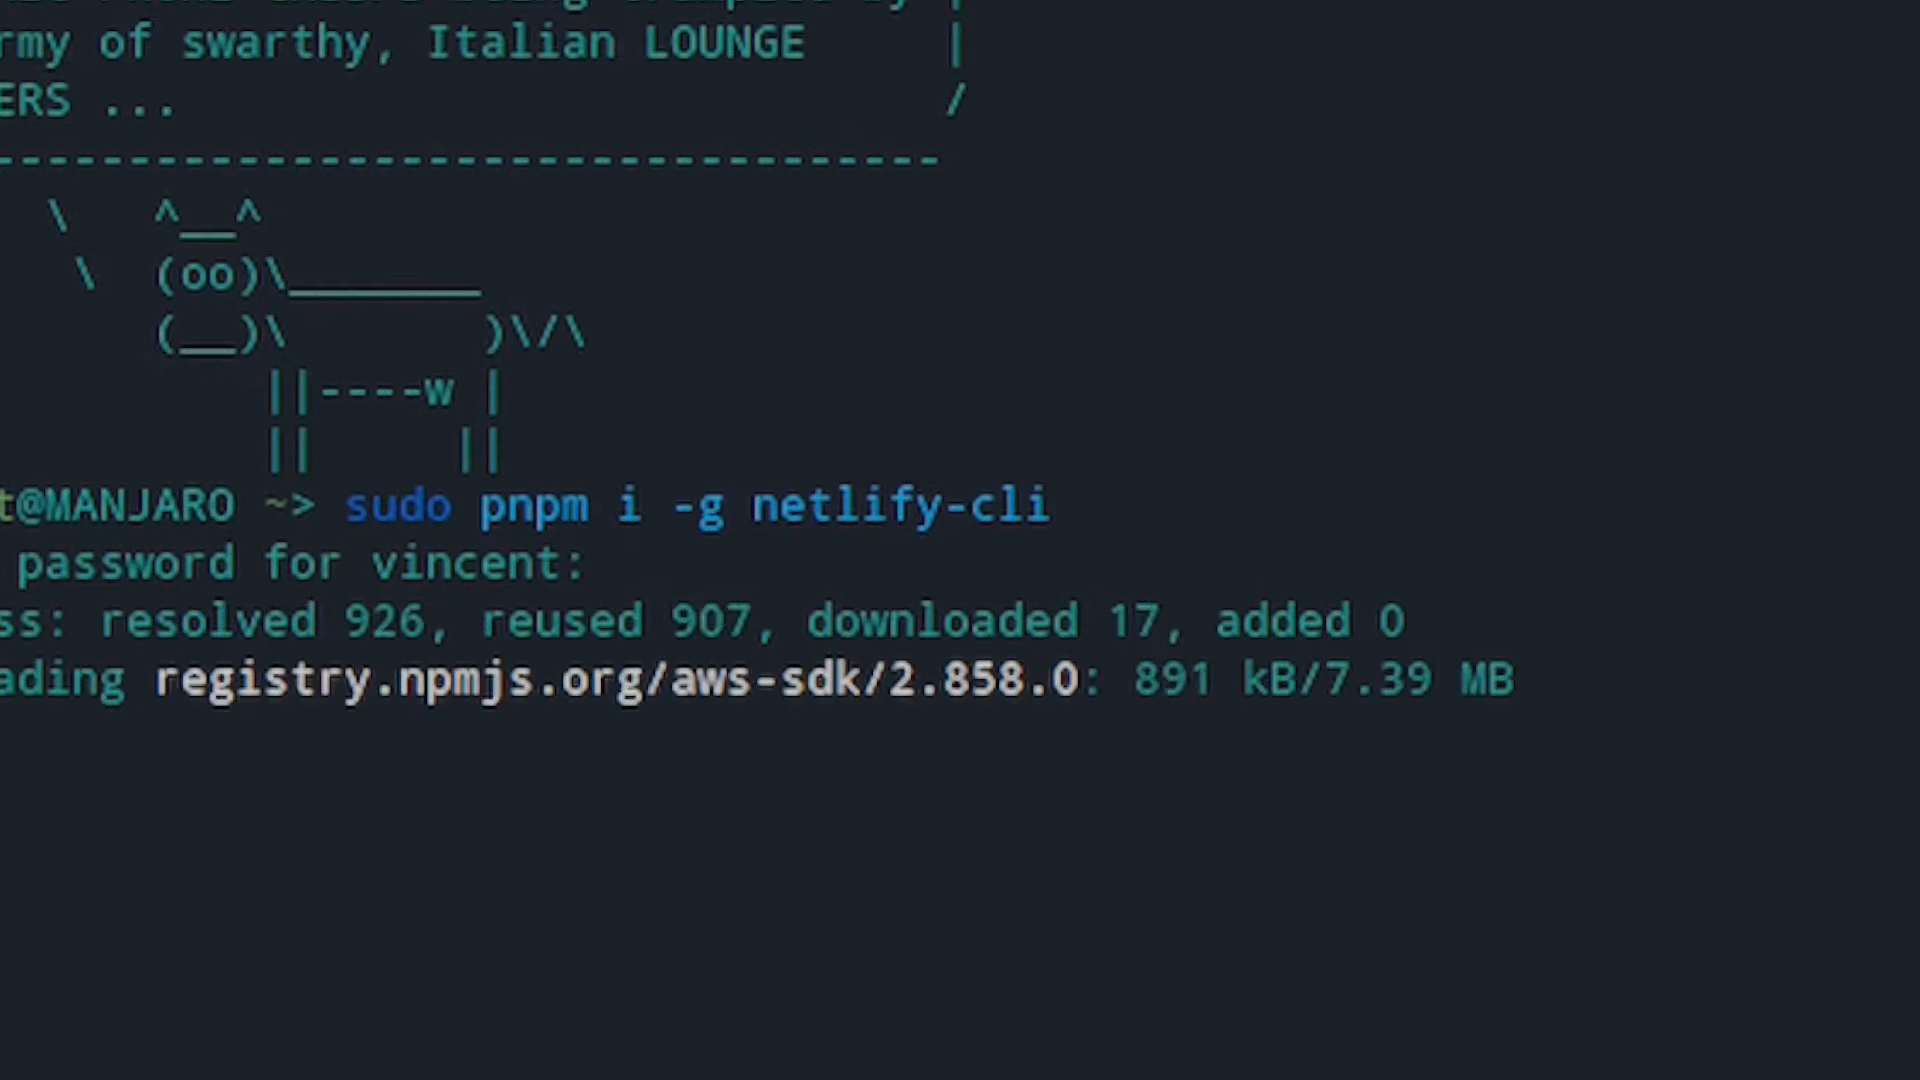 rmy of swarthy, Italian LOUNGE |
ERS ... /
-----------------------------------
\ ^__^
\ (oo)\_______
(__)\ )\/\
||----w |
|| ||
t@MANJARO ~> sudo pnpm i -g netlify-cli
password for vincent:
ss: resolved 926, reused 907, downloaded 17, added 0
ading registry.npmjs.org/aws-sdk/2.858.0: 891 kB/7.39 MB